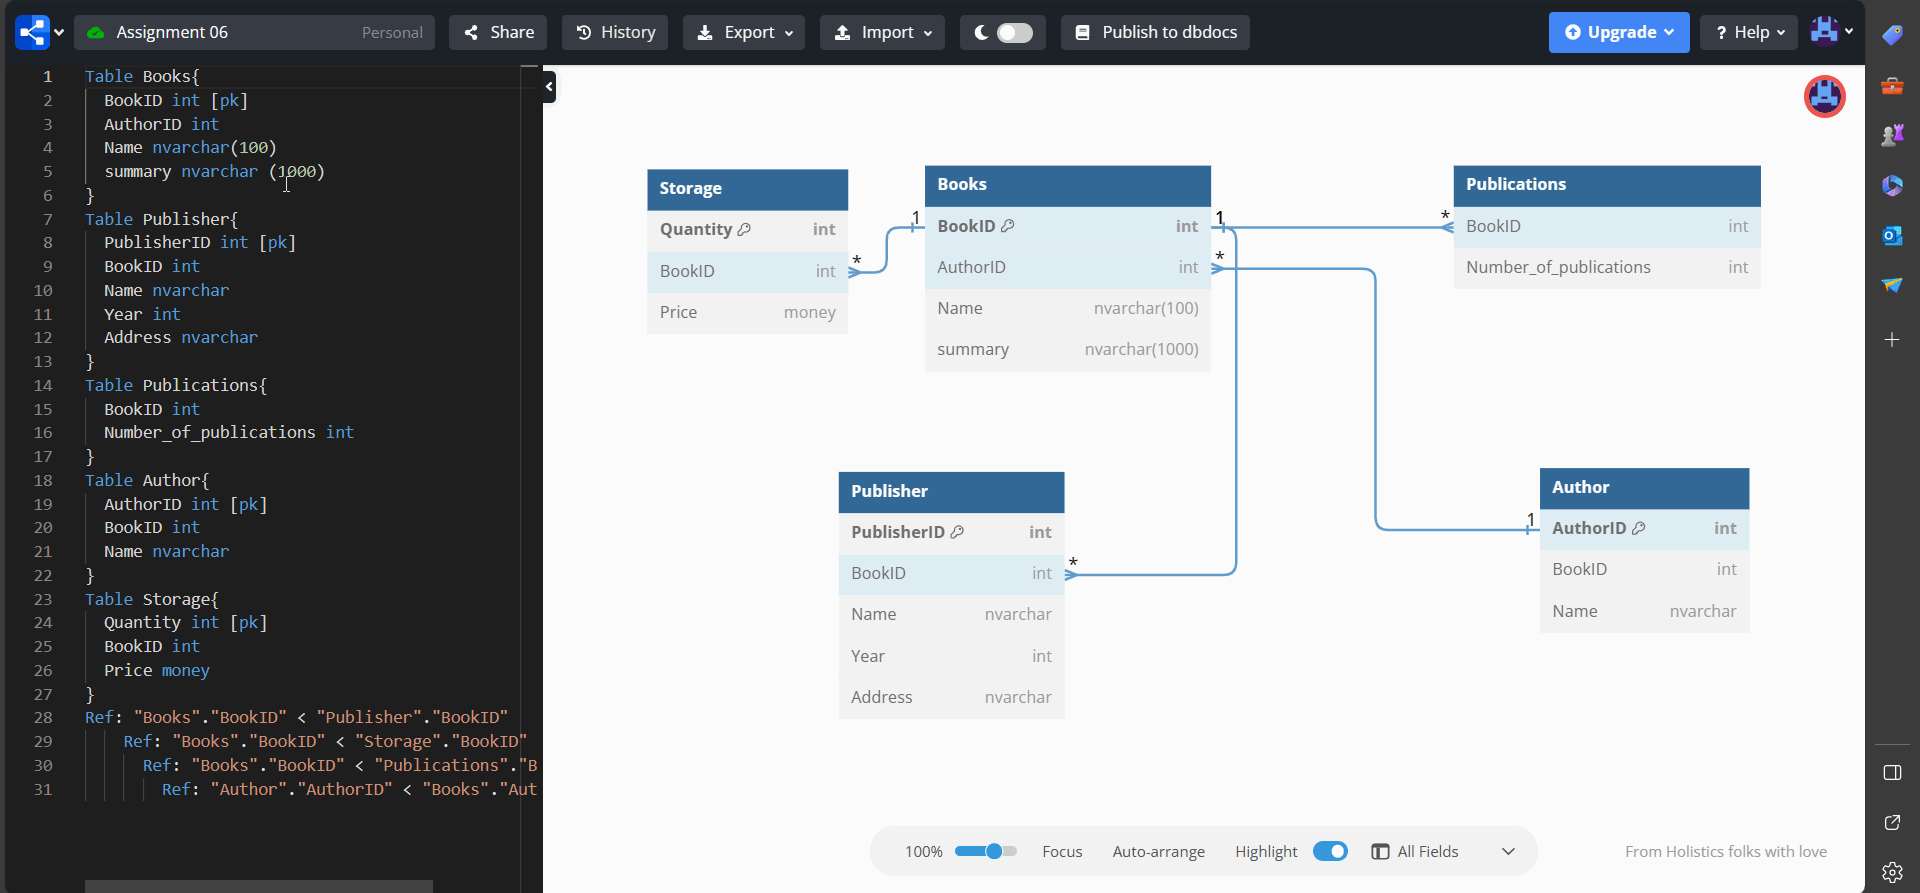 Assignment 06
Personal
Share
History
Export
Import
Publish to dbdocs
Upgrade
? Help
1 Table Books{
2 BookID int [pk]
3 AuthorID int
4 Name nvarchar(100)
5 summary nvarchar (1000)
6 }
7 Table Publisher{
8 PublisherID int [pk]
9 BookID int
10 Name nvarchar
11 Year int
12 Address nvarchar
13 }
14 Table Publications{
15 BookID int
16 Number_of_publications int
17 }
18 Table Author{
19 AuthorID int [pk]
20 BookID int
21 Name nvarchar
22 }
23 Table Storage{
24 Quantity int [pk]
25 BookID int
26 Price money
27 }
28 Ref: "Books"."BookID" < "Publisher"."BookID"
29 Ref: "Books"."BookID" < "Storage"."BookID"
30 Ref: "Books"."BookID" < "Publications"."B
31 Ref: "Author"."AuthorID" < "Books"."Aut
Storage
Quantity int
BookID int
Price money
1
*
Books
BookID int
AuthorID int
Name nvarchar(100)
summary nvarchar(1000)
1
*
*
Publications
BookID int
Number_of_publications int
Publisher
PublisherID int
BookID int
Name nvarchar
Year int
Address nvarchar
*
1
Author
AuthorID int
BookID int
Name nvarchar
100%
Focus
Auto-arrange
Highlight
All Fields
From Holistics folks with love